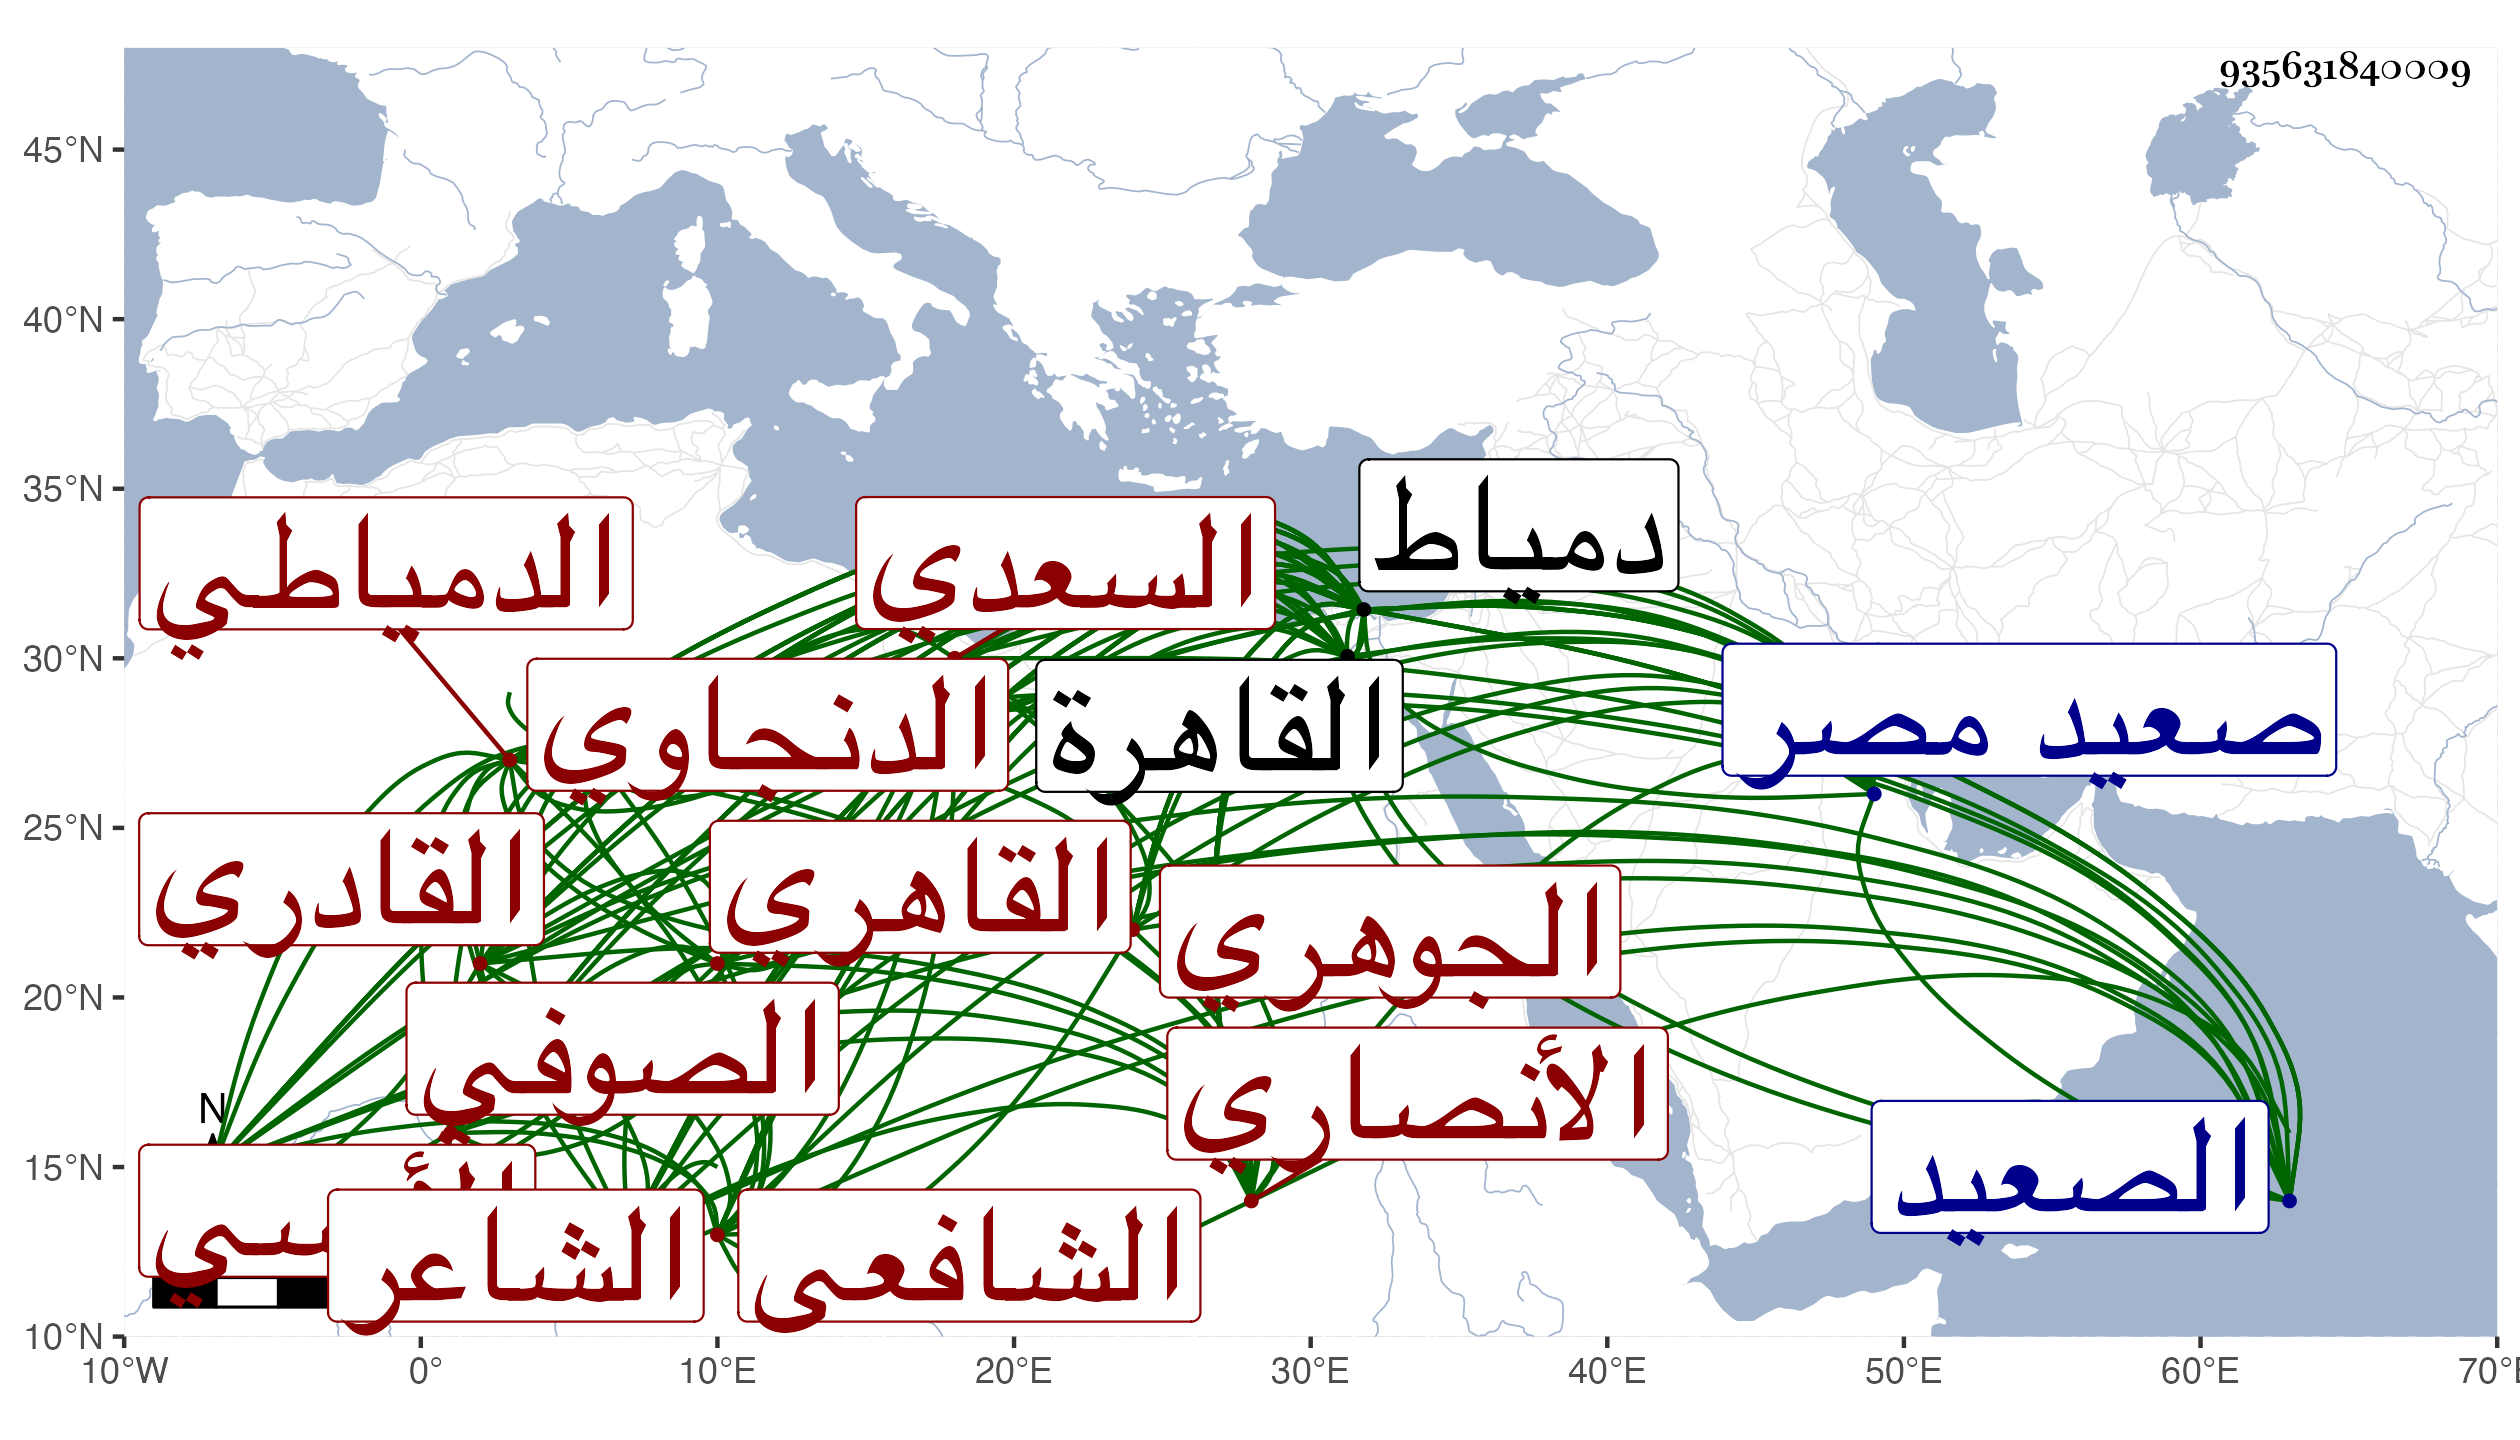 935631840009
45°N
40°N
35°N
30°N
25°N
20°N
15°N
10°N
10°W 0° 10°E 20°E 30°E 40°E 50°E 60°E 70°E
N
دمياط
السعدي
الدمياطي
صعيد مصر
القاهرة
الدنجاوي
القادري
القاهري
الجوهري
الصوفي
الأنصاري
الصعيد
الشاعر
الشافعي